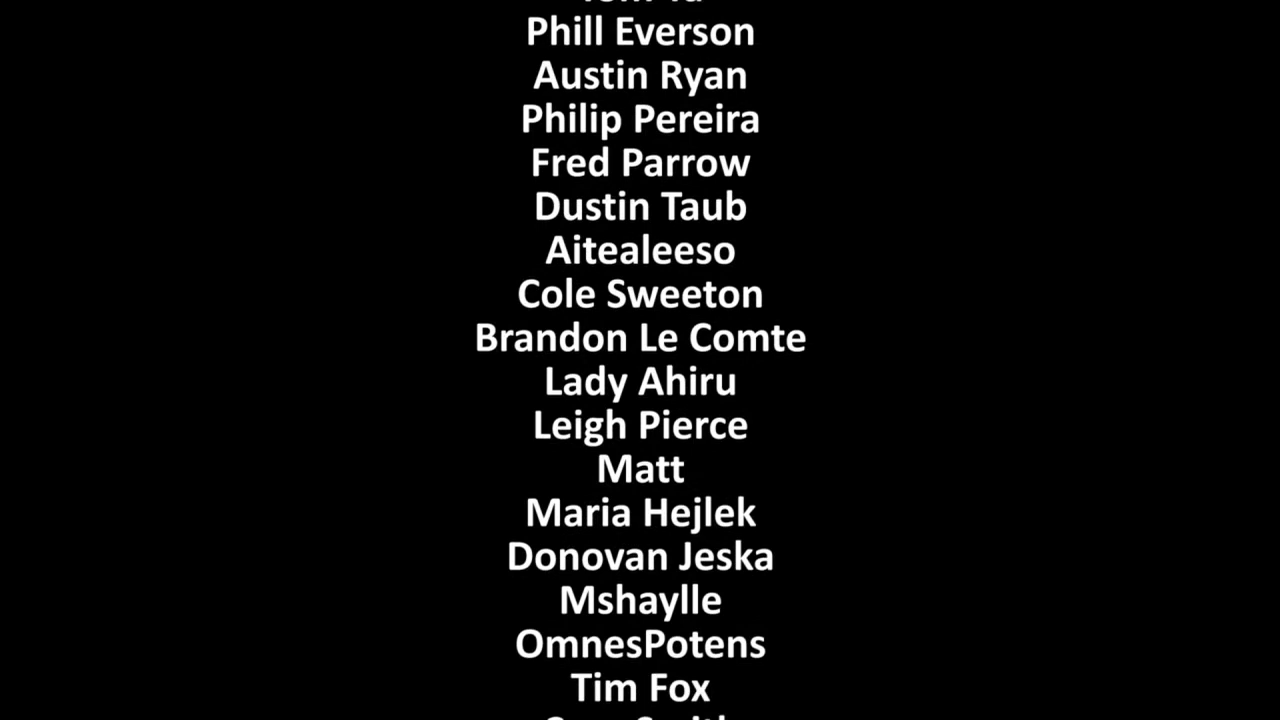 Phill Everson
Austin Ryan
Philip Pereira
Fred Parrow
Dustin Taub
Aitealeeso
Cole Sweeton
Brandon Le Comte
Lady Ahiru
Leigh Pierce
Matt
Maria Hejlek
Donovan Jeska
Mshaylle
OmnesPotens
Tim Fox